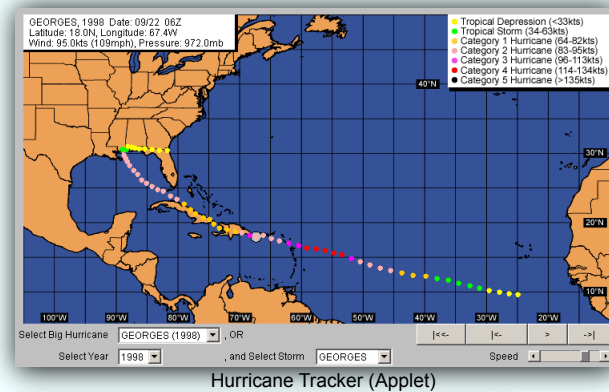 GEORGES, 1998 Date: 09/22 06Z
Latitude: 18.0N, Longitude: 67.4W
Wind: 95.0kts (109mph), Pressure: 972.0mb
Tropical Depression (<33kts)
Tropical Storm (34-63kts)
Category 1 Hurricane (64-82kts)
Category 2 Hurricane (83-95kts)
Category 3 Hurricane (96-113kts)
Category 4 Hurricane (114-134kts)
Category 5 Hurricane (>135kts)
40°N
30°N
20°N
10°N
100°W 90°W 80°W 70°W 60°W 50°W 40°W 30°W 20°W
Select Big Hurricane GEORGES (1998) , OR |<<- |<- > ->|
Select Year 1998 , and Select Storm GEORGES Speed
Hurricane Tracker (Applet)